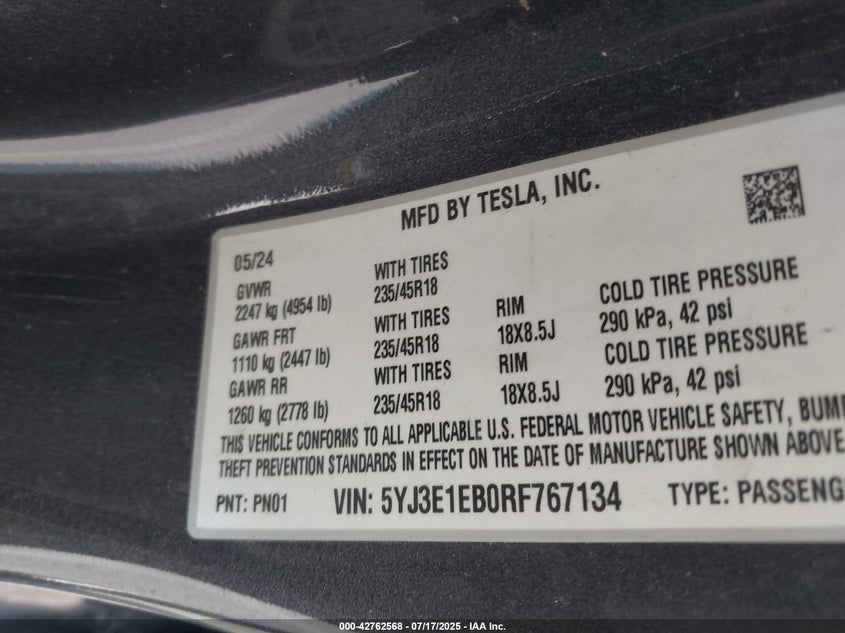 MFD BY TESLA, INC.
05/24
GVWR
2247 kg (4954 lb)
WITH TIRES
235/45R18
GAWR FRT
1110 kg (2447 lb)
WITH TIRES
235/45R18
RIM
18X8.5J
COLD TIRE PRESSURE
290 kPa, 42 psi
GAWR RR
1260 kg (2778 lb)
WITH TIRES
235/45R18
RIM
18X8.5J
COLD TIRE PRESSURE
290 kPa, 42 psi
THIS VEHICLE CONFORMS TO ALL APPLICABLE U.S. FEDERAL MOTOR VEHICLE SAFETY, BUM
THEFT PREVENTION STANDARDS IN EFFECT ON THE DATE OF MANUFACTURE SHOWN ABOVE
PNT: PN01 VIN: 5YJ3E1EB0RF767134 TYPE: PASSENG
000-42762568 - 07/17/2025 - IAA Inc.